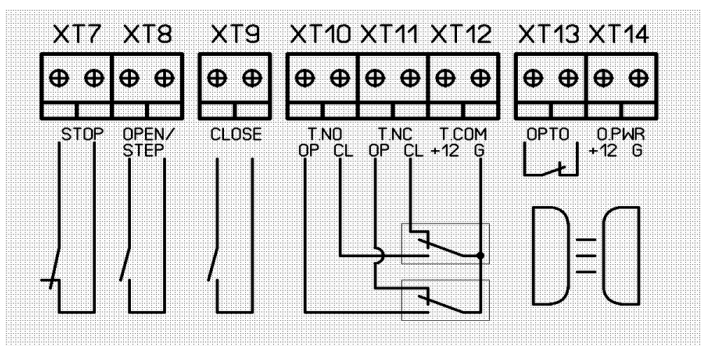 XT7 XT8 XT9 XT10 XT11 XT12 XT13 XT14
STOP OPEN/ CLOSE T.NO T.NC T.COM OPTO O.PWR
STEP OP CL OP CL +12 G +12 G